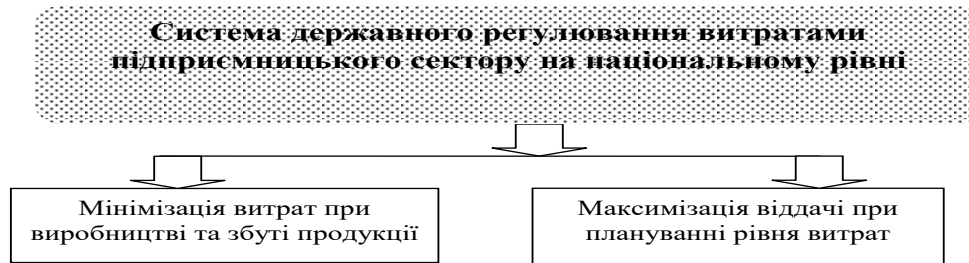 Система державного регулювання витратами
підприємницького сектору на національному рівні
Мінімізація витрат при
виробництві та збуті продукції
Максимізація віддачі при
плануванні рівня витрат